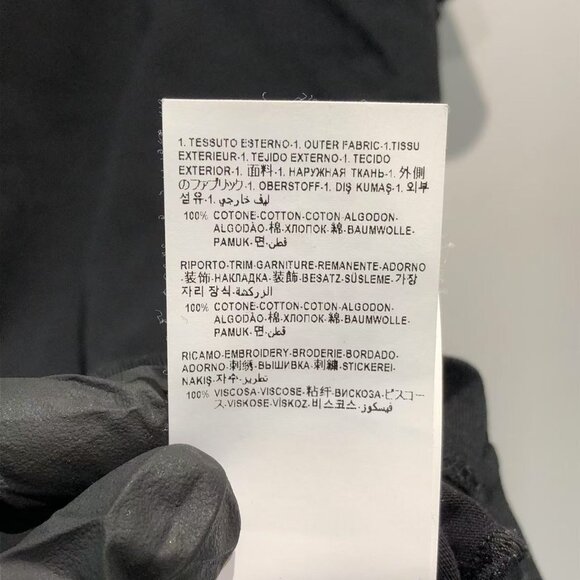 1. TESSUTO ESTERNO-1. OUTER FABRIC-1.TISSU
EXTERIEUR-1. TEJIDO EXTERNO-1. TECIDO
EXTERIOR-1. 面料-1. НАРУЖНАЯ ТКАНЬ-1. 外側
のファブリック-1. OBERSTOFF-1. DIŞ KUMAŞ-1. 외부
섬유-1. ليف خارجي
100% COTONE-COTTON-COTON-ALGODON-
ALGODÃO-棉-ХЛОПОК-綿-BAUMWOLLE-
PAMUK-면-قطن
RIPORTO-TRIM-GARNITURE-REMANENTE-ADORNO
-装饰-НАКЛАДКА-装飾-BESATZ-SÜSLEME-가장
자리 장식-الزركشة
100% COTONE-COTTON-COTON-ALGODON-
ALGODÃO-棉-ХЛОПОК-綿-BAUMWOLLE-
PAMUK-면-قطن
RICAMO-EMBROIDERY-BRODERIE-BORDADO-
ADORNO-刺绣-ВЫШИВКА-刺繍-STICKEREI-
NAKIŞ-자수-تطريز
100% VISCOSA-VISCOSE-粘纤-ВИСКОЗА-ビスコー
ス-VISKOSE-VİSKOZ-비스코스-فيسكوز